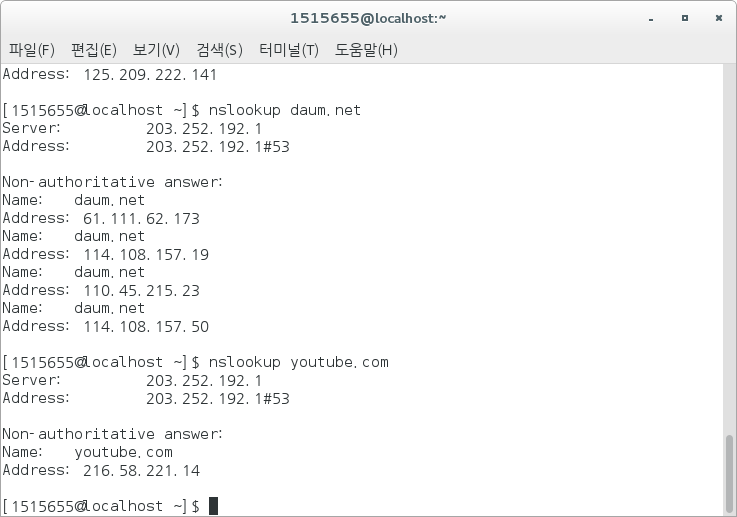 1515655@localhost:~
파일(F) 편집(E) 보기(V) 검색(S) 터미널(T) 도움말(H)
Address: 125.209.222.141
[1515655@localhost ~]$ nslookup daum.net
Server: 203.252.192.1
Address: 203.252.192.1#53
Non-authoritative answer:
Name: daum.net
Address: 61.111.62.173
Name: daum.net
Address: 114.108.157.19
Name: daum.net
Address: 110.45.215.23
Name: daum.net
Address: 114.108.157.50
[1515655@localhost ~]$ nslookup youtube.com
Server: 203.252.192.1
Address: 203.252.192.1#53
Non-authoritative answer:
Name: youtube.com
Address: 216.58.221.14
[1515655@localhost ~]$